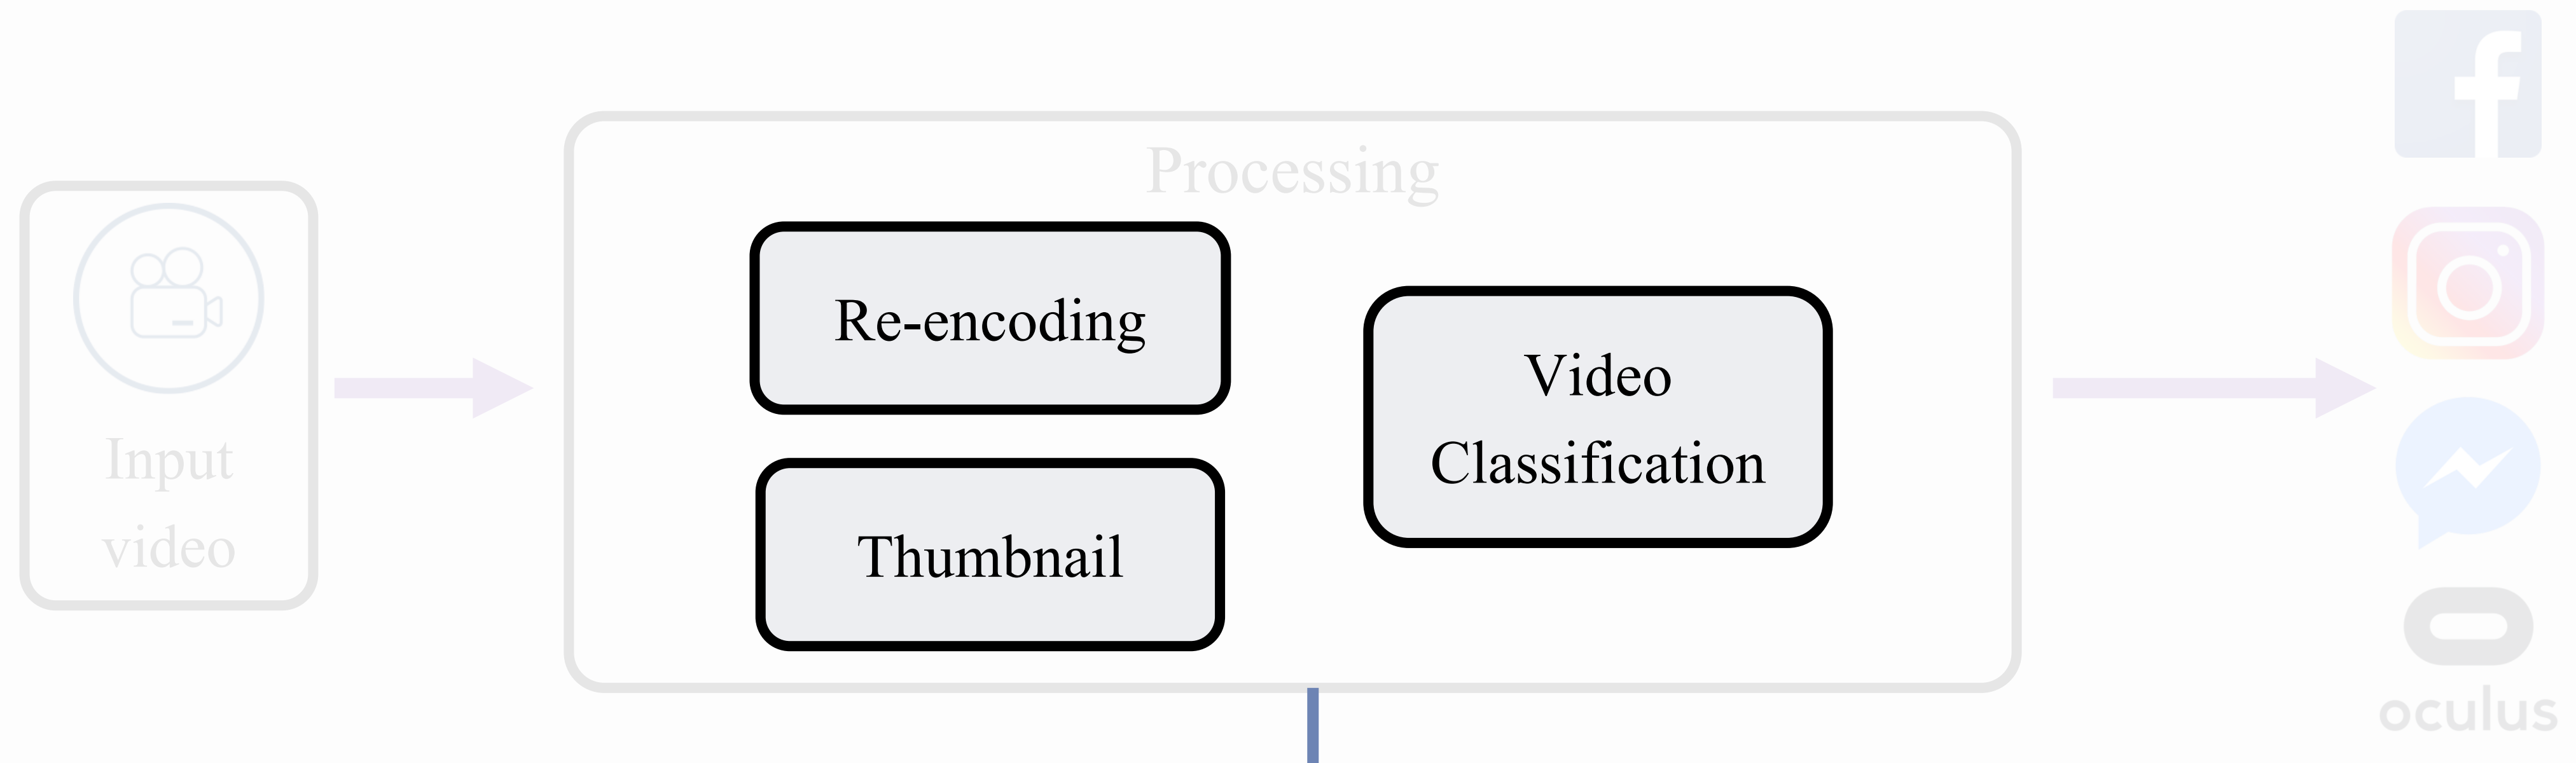 Processing
Re-encoding
Thumbnail
Video
Classification
Input
video
oculus